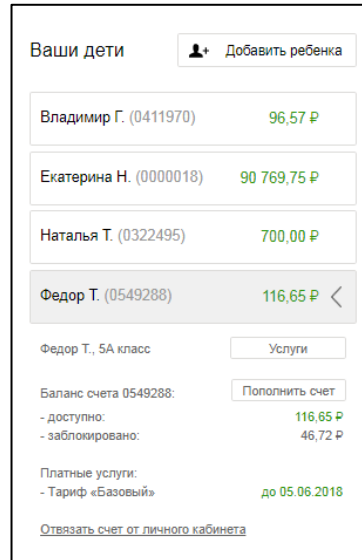 Ваши дети
Добавить ребенка
Владимир Г. (0411970) 96,57 ₽
Екатерина Н. (0000018) 90 769,75 ₽
Наталья Т. (0322495) 700,00 ₽
Федор Т. (0549288) 116,65 ₽
Федор Т., 5А класс Услуги
Баланс счета 0549288: Пополнить счет
- доступно: 116,65 ₽
- заблокировано: 46,72 ₽
Платные услуги:
- Тариф «Базовый» до 05.06.2018
Отвязать счет от личного кабинета